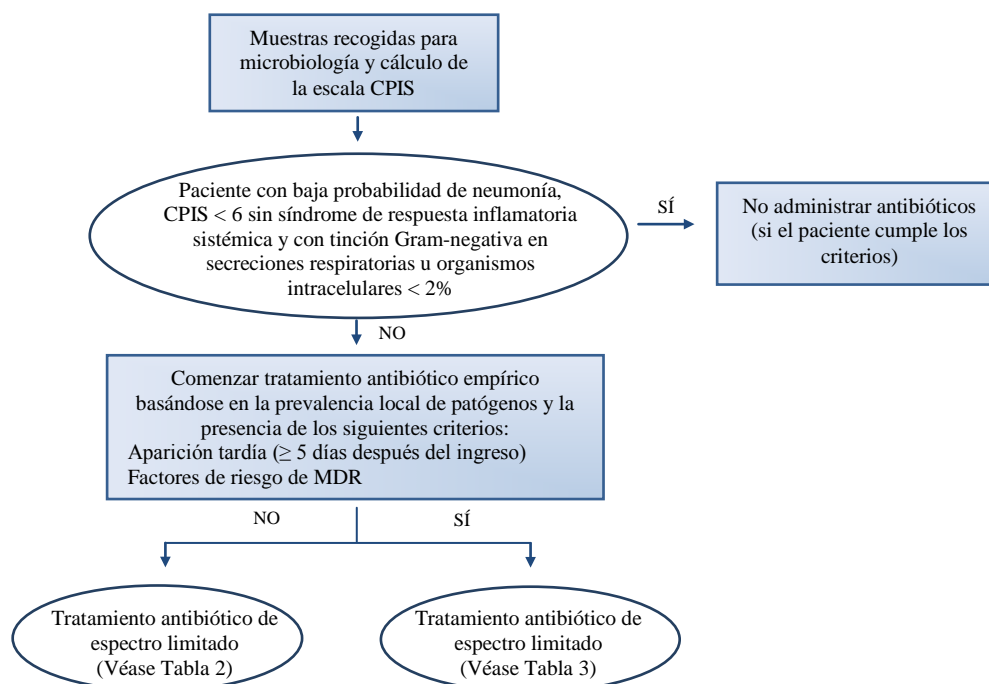 Muestras recogidas para
microbiología y cálculo de
la escala CPIS
Paciente con baja probabilidad de neumonía,
CPIS < 6 sin síndrome de respuesta inflamatoria
sistémica y con tinción Gram-negativa en
secreciones respiratorias u organismos
intracelulares < 2%
SÍ
No administrar antibióticos
(si el paciente cumple los
criterios)
NO
Comenzar tratamiento antibiótico empírico
basándose en la prevalencia local de patógenos y la
presencia de los siguientes criterios:
Aparición tardía (≥ 5 días después del ingreso)
Factores de riesgo de MDR
NO
SÍ
Tratamiento antibiótico de
espectro limitado
(Véase Tabla 2)
Tratamiento antibiótico de
espectro limitado
(Véase Tabla 3)